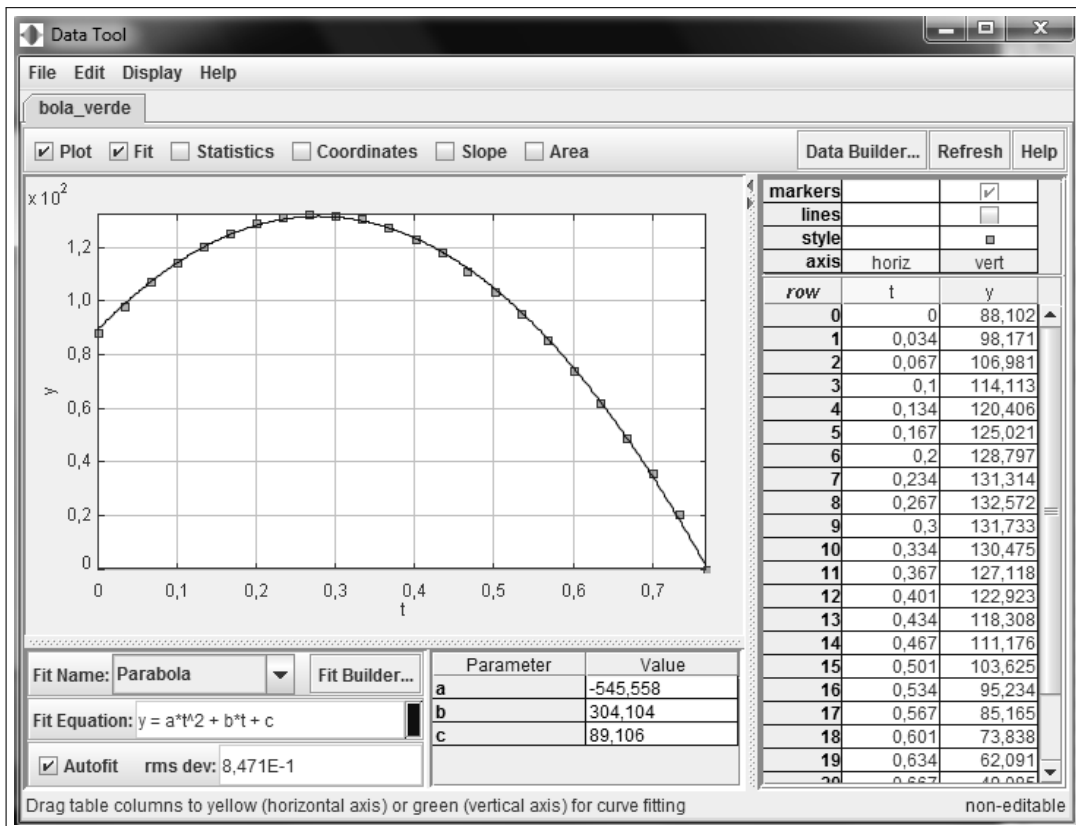 Data Tool
File Edit Display Help
bola_verde
Plot Fit Statistics Coordinates Slope Area Data Builder... Refresh Help
x 10^2
1,2
1,0
0,8
0,6
0,4
0,2
0
y
0 0,1 0,2 0,3 0,4 0,5 0,6 0,7
t
markers
lines
style
axis horiz vert
row t y
0 0 88,102
1 0,034 98,171
2 0,067 106,981
3 0,1 114,113
4 0,134 120,406
5 0,167 125,021
6 0,2 128,797
7 0,234 131,314
8 0,267 132,572
9 0,3 131,733
10 0,334 130,475
11 0,367 127,118
12 0,401 122,923
13 0,434 118,308
14 0,467 111,176
15 0,501 103,625
16 0,534 95,234
17 0,567 85,165
18 0,601 73,838
19 0,634 62,091
Fit Name: Parabola Fit Builder...
Fit Equation: y = a*t^2 + b*t + c
Autofit rms dev: 8,471E-1
Parameter Value
a -545,558
b 304,104
c 89,106
Drag table columns to yellow (horizontal axis) or green (vertical axis) for curve fitting non-editable